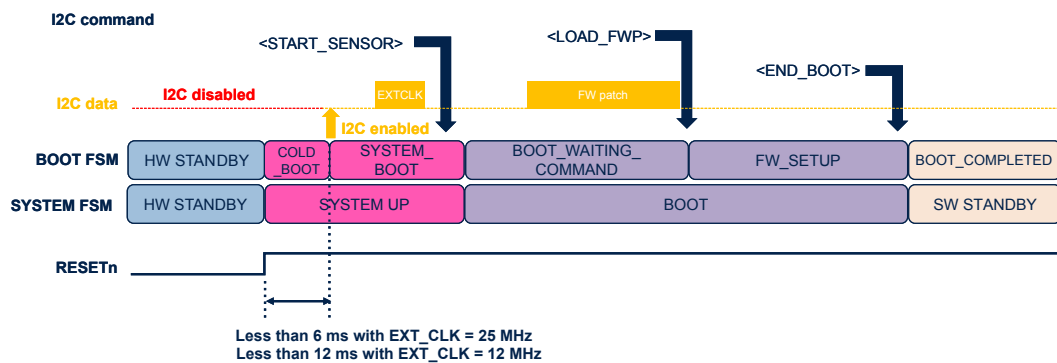 I2C command
<START_SENSOR>
<LOAD_FWP>
<END_BOOT>
I2C data
I2C disabled
EXTCLK
FW patch
I2C enabled
BOOT FSM
HW STANDBY
COLD
_BOOT
SYSTEM_
BOOT
BOOT_WAITING_
COMMAND
FW_SETUP
BOOT_COMPLETED
SYSTEM FSM
HW STANDBY
SYSTEM UP
BOOT
SW STANDBY
RESETn
Less than 6 ms with EXT_CLK = 25 MHz
Less than 12 ms with EXT_CLK = 12 MHz